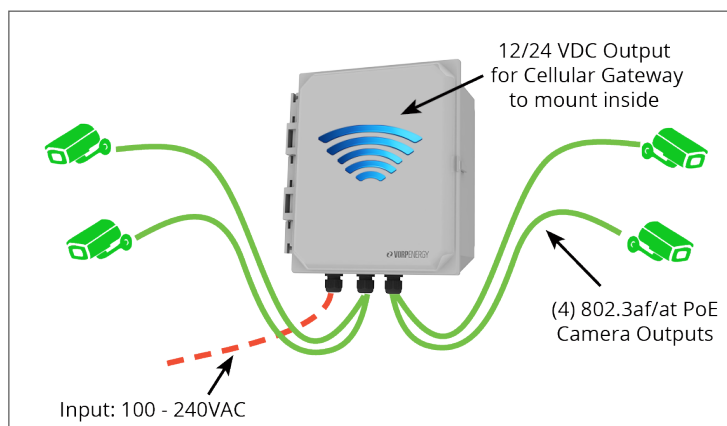 12/24 VDC Output
for Cellular Gateway
to mount inside
VORPENERGY
(4) 802.3af/at PoE
Camera Outputs
Input: 100 - 240VAC